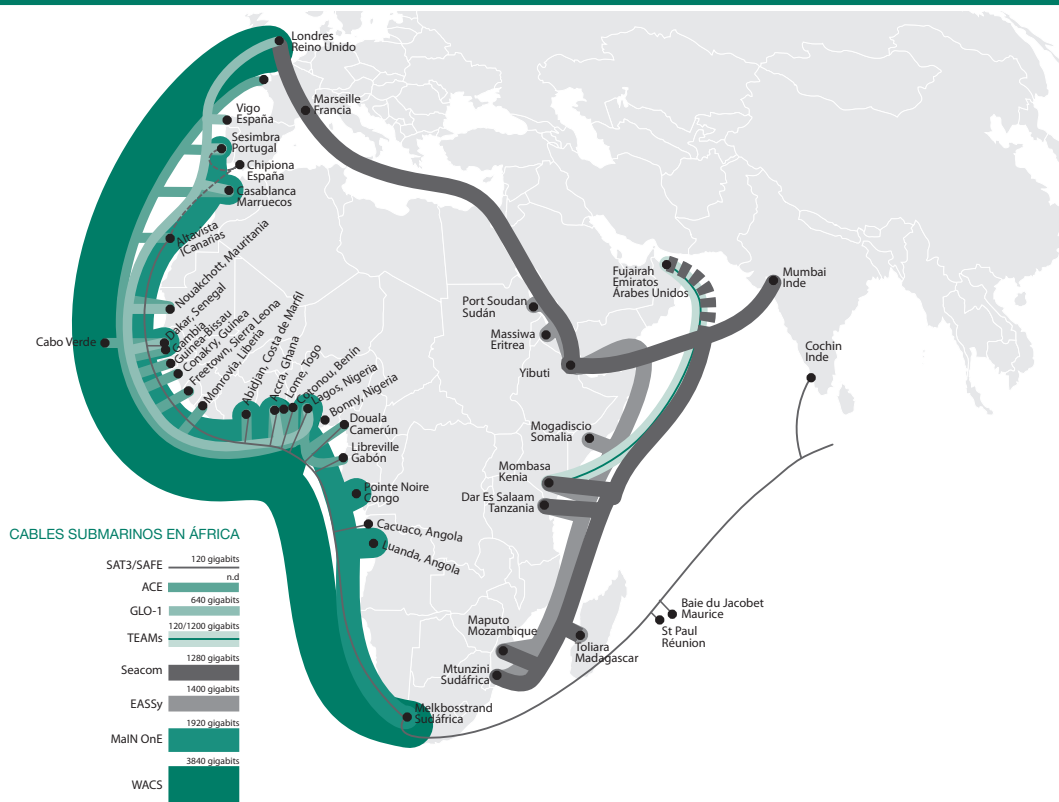 Londres
Reino Unido
Marseille
Francia
Vigo
España
Sesimbra
Portugal
Chipiona
España
Casablanca
Marruecos
Altavista
/Canarias
Nouakchott, Mauritania
Dakar, Senegal
Gambia
Guinea-Bissau
Conakry, Guinea
Freetown, Sierra Leona
Monrovia, Liberia
Abidjan, Costa de Marfil
Accra, Ghana
Lome, Togo
Cotonou, Benin
Lagos, Nigeria
Bonny, Nigeria
Cabo Verde
Douala
Camerún
Libreville
Gabón
Pointe Noire
Congo
Cacuaco, Angola
Luanda, Angola
Port Soudan
Sudán
Massiwa
Eritrea
Yibuti
Fujairah
Emiratos
Árabes Unidos
Mumbai
Inde
Cochin
Inde
Mogadiscio
Somalia
Mombasa
Kenia
Dar Es Salaam
Tanzania
Maputo
Mozambique
Mtunzini
Sudáfrica
Toliara
Madagascar
Baie du Jacobet
Maurice
St Paul
Réunion
Melkbosstrand
Sudáfrica
CABLES SUBMARINOS EN ÁFRICA
SAT3/SAFE 120 gigabits
ACE n.d
GLO-1 640 gigabits
TEAMs 120/1200 gigabits
Seacom 1280 gigabits
EASSy 1400 gigabits
MaIN OnE 1920 gigabits
WACS 3840 gigabits